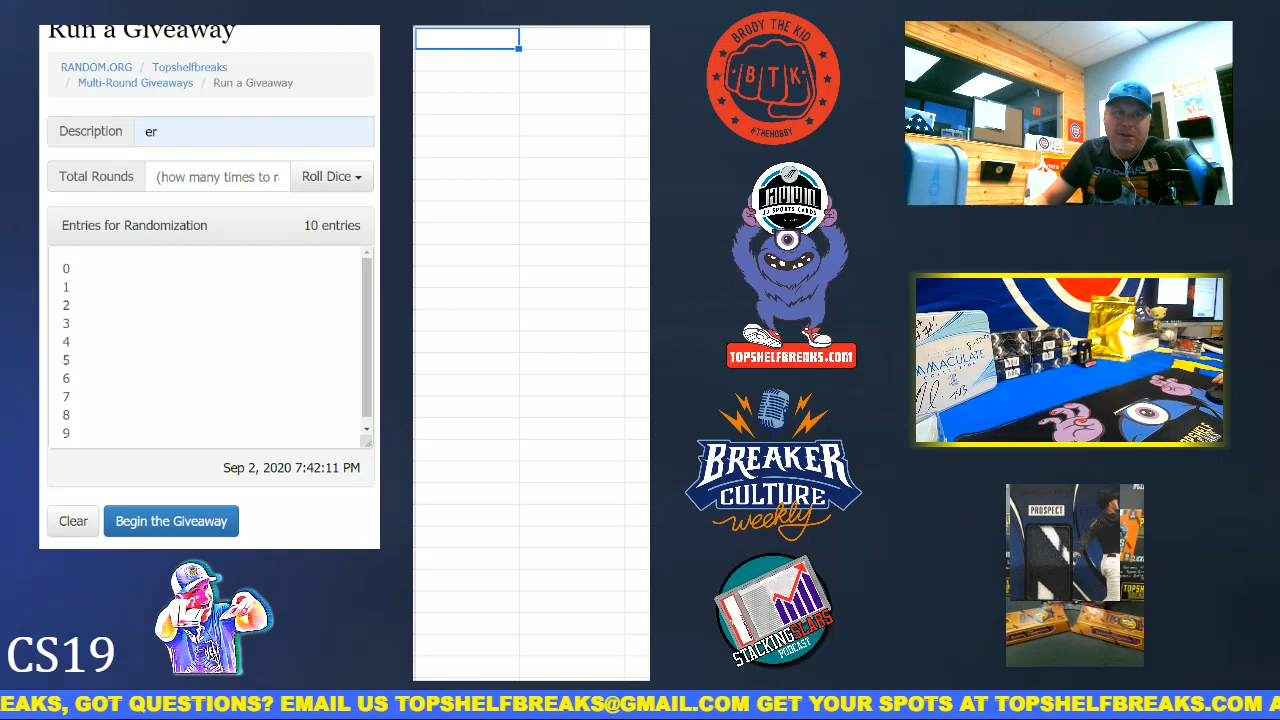 Run a Giveaway
RANDOM.ORG / Topshelfbreaks
/ Multi-Round Giveaways / Run a Giveaway
Description er
Total Rounds (how many times to r Roll Dice
Entries for Randomization 10 entries
0
1
2
3
4
5
6
7
8
9
Sep 2, 2020 7:42:11 PM
Clear Begin the Giveaway
CS19
BRODY THE KID
BTK
#THEHOBBY
JAMMIO
SPORTS CARDS
TOPSHELFBREAKS.COM
BREAKER
CULTURE
weekly
STACKINGSLABS
PODCAST
IMMACULATE
PROSPECT
EAKS, GOT QUESTIONS? EMAIL US TOPSHELFBREAKS@GMAIL.COM GET YOUR SPOTS AT TOPSHELFBREAKS.COM A